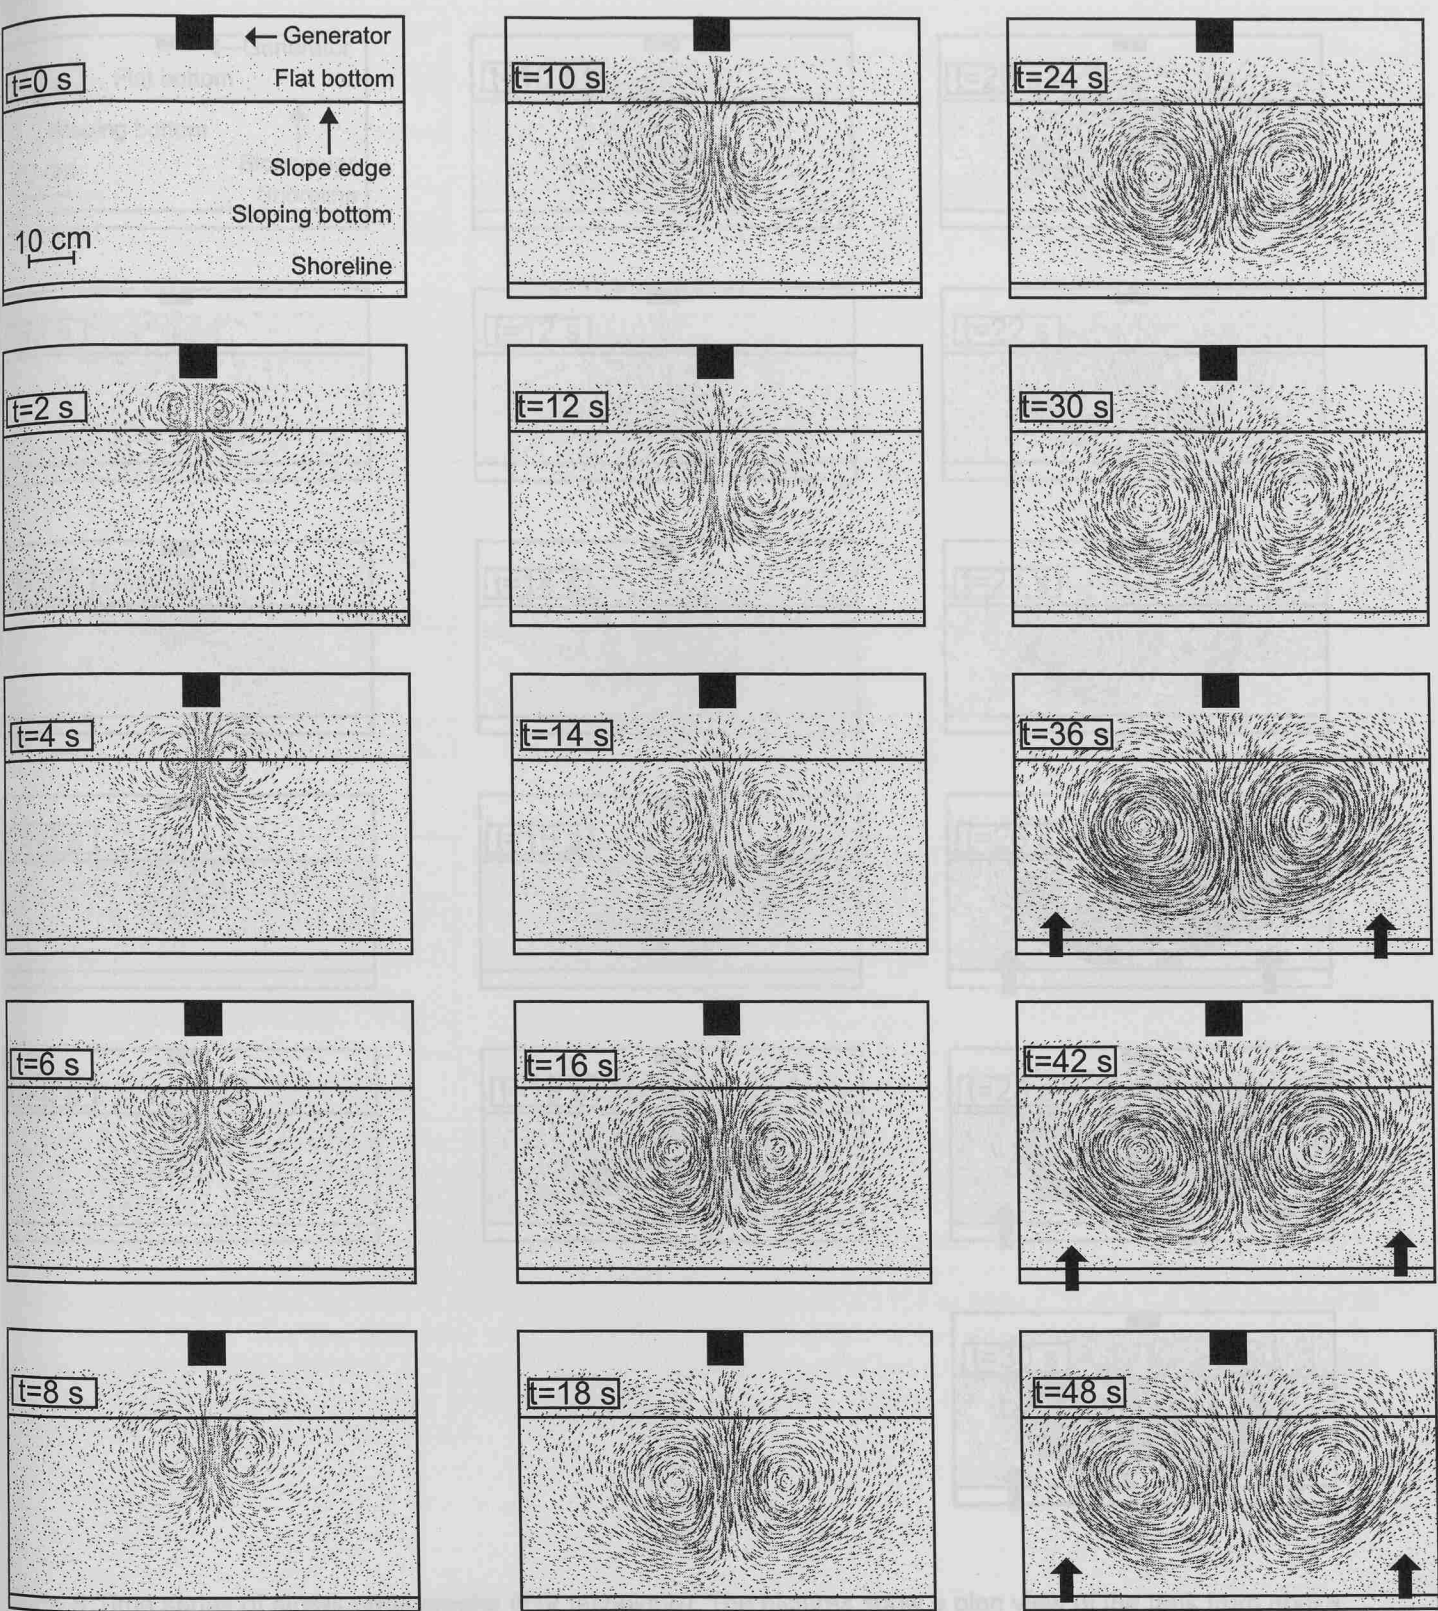 Generator
t=0 s
Flat bottom
Slope edge
Sloping bottom
10 cm
Shoreline
t=2 s
t=4 s
t=6 s
t=8 s
t=10 s
t=12 s
t=14 s
t=16 s
t=18 s
t=24 s
t=30 s
t=36 s
t=42 s
t=48 s